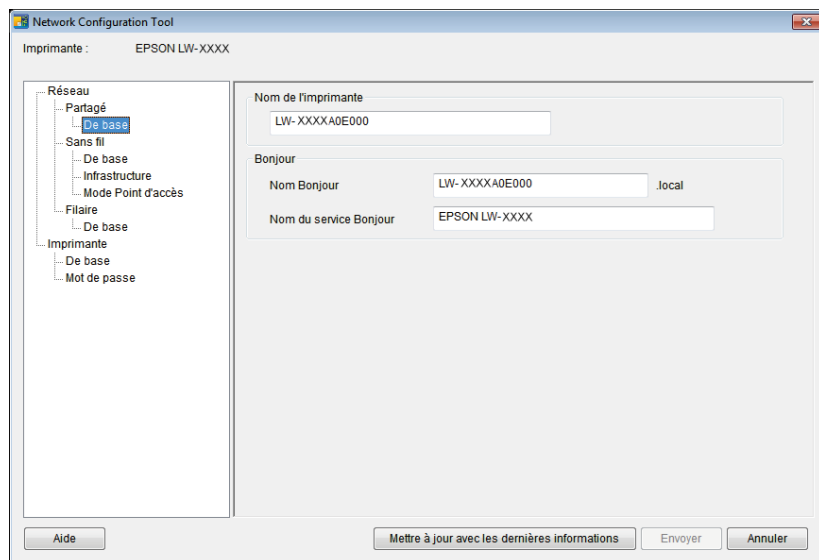 Network Configuration Tool
Imprimante : EPSON LW-XXXX
Réseau
Partagé
De base
Sans fil
De base
Infrastructure
Mode Point d'accès
Filaire
De base
Imprimante
De base
Mot de passe
Nom de l'imprimante
LW- XXXXA0E000
Bonjour
Nom Bonjour LW- XXXXA0E000 .local
Nom du service Bonjour EPSON LW-XXXX
Aide Mettre à jour avec les dernières informations Envoyer Annuler